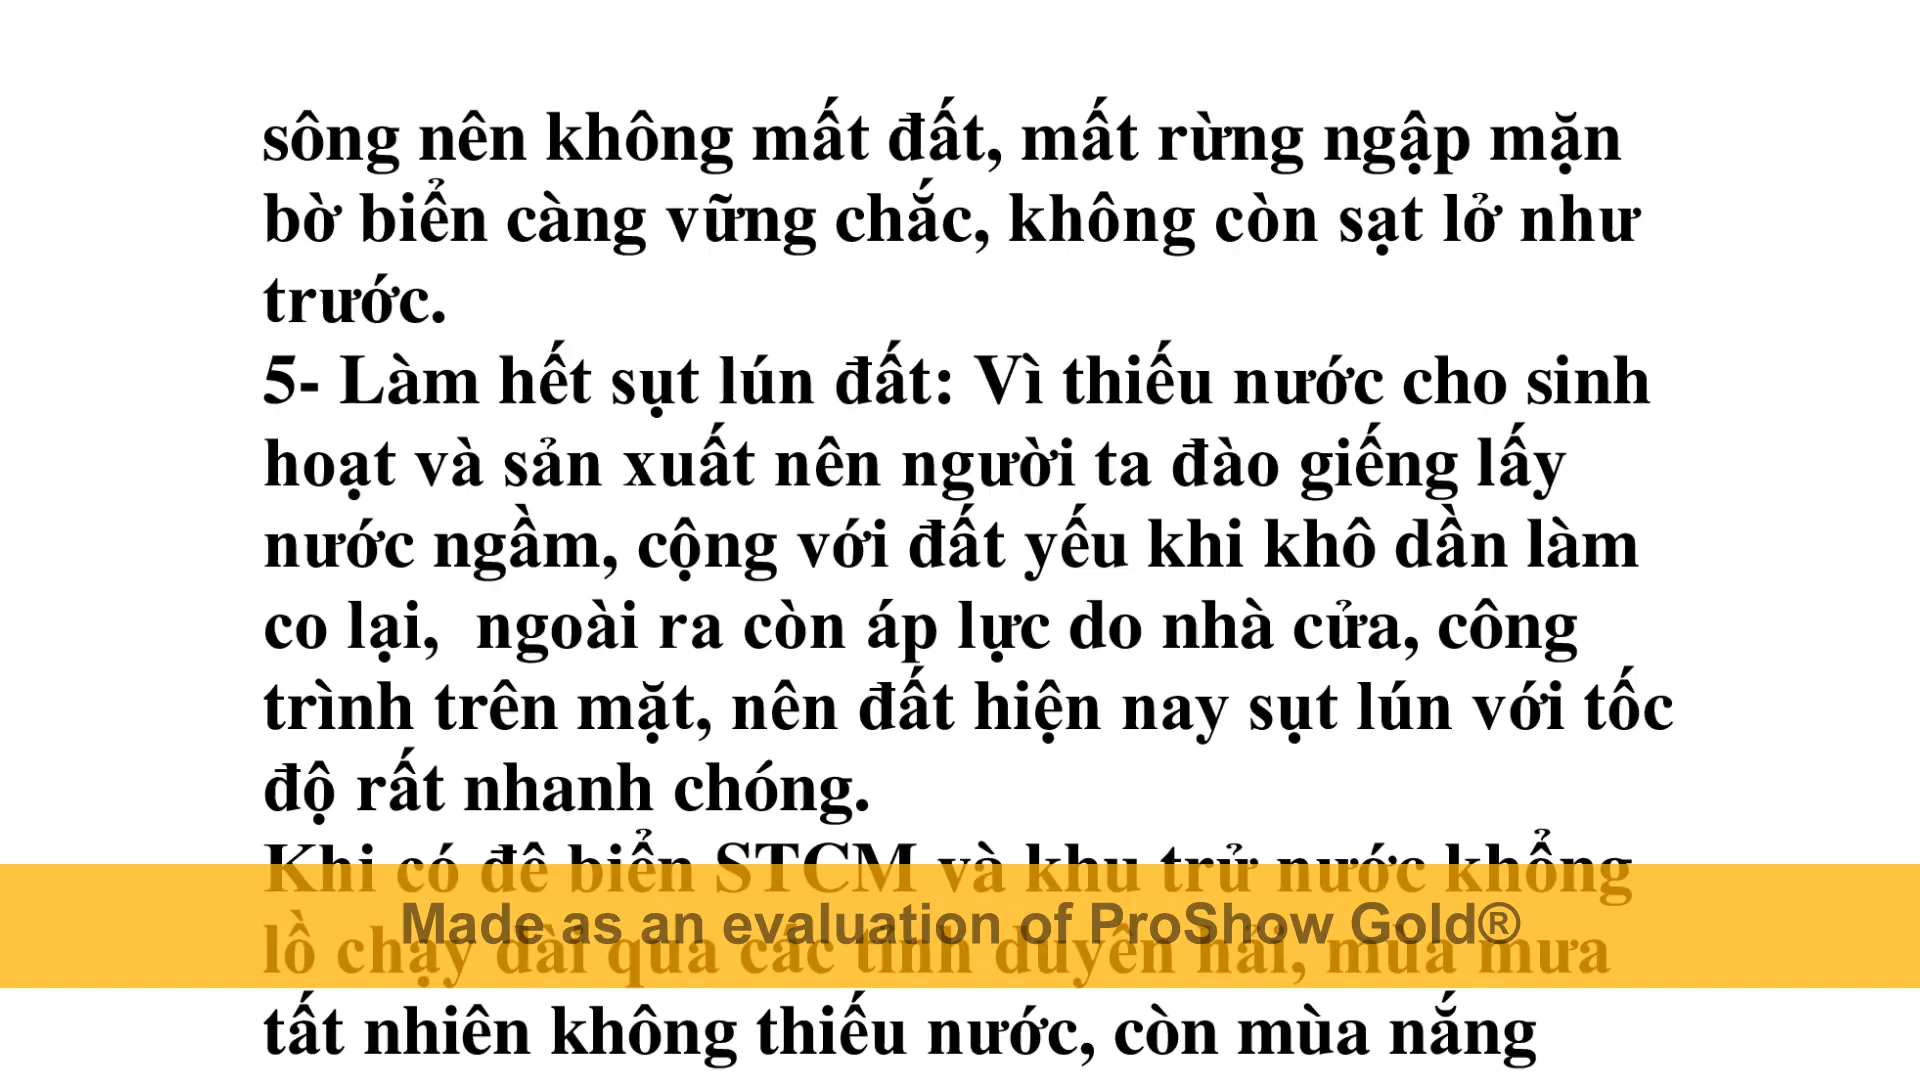 sông nên không mất đất, mất rừng ngập mặn
bờ biển càng vững chắc, không còn sạt lở như
trước.
5- Làm hết sụt lún đất: Vì thiếu nước cho sinh
hoạt và sản xuất nên người ta đào giếng lấy
nước ngầm, cộng với đất yếu khi khô dần làm
co lại,  ngoài ra còn áp lực do nhà cửa, công
trình trên mặt, nên đất hiện nay sụt lún với tốc
độ rất nhanh chóng.
Khi có đê biển STCM và khu trử nước khổng
Made as an evaluation of ProShow Gold®
lồ chạy dài qua các tỉnh duyên hải, mùa mưa
tất nhiên không thiếu nước, còn mùa nắng